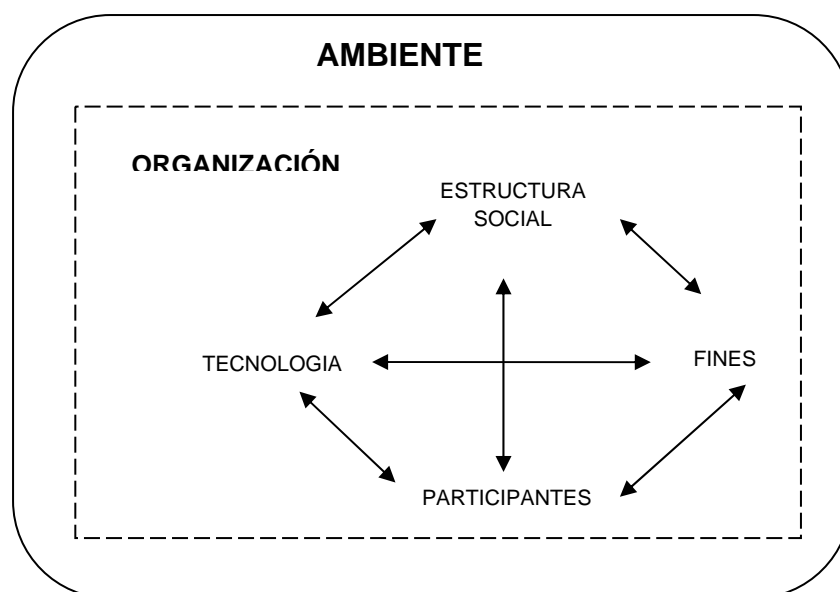 AMBIENTE
ORGANIZACIÓN
ESTRUCTURA
SOCIAL
TECNOLOGIA
FINES
PARTICIPANTES